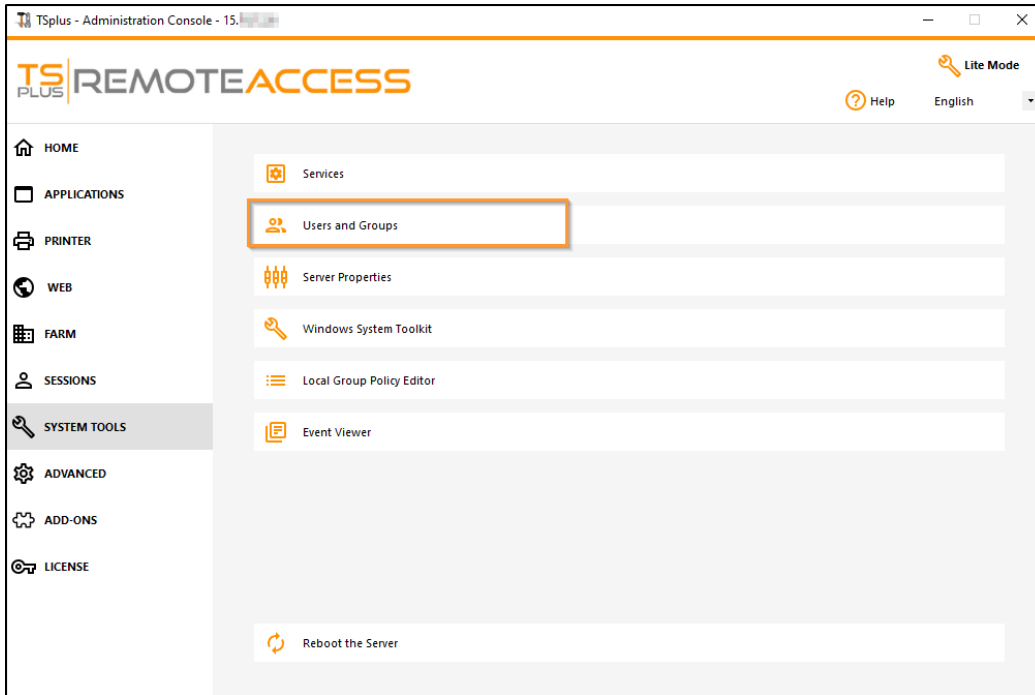 TSplus - Administration Console - 15.
TS PLUS REMOTEACCESS
Lite Mode
Help English
HOME
APPLICATIONS
PRINTER
WEB
FARM
SESSIONS
SYSTEM TOOLS
ADVANCED
ADD-ONS
LICENSE
Services
Users and Groups
Server Properties
Windows System Toolkit
Local Group Policy Editor
Event Viewer
Reboot the Server